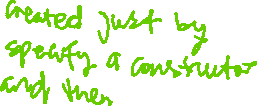 created just by
specify a constructor
and then